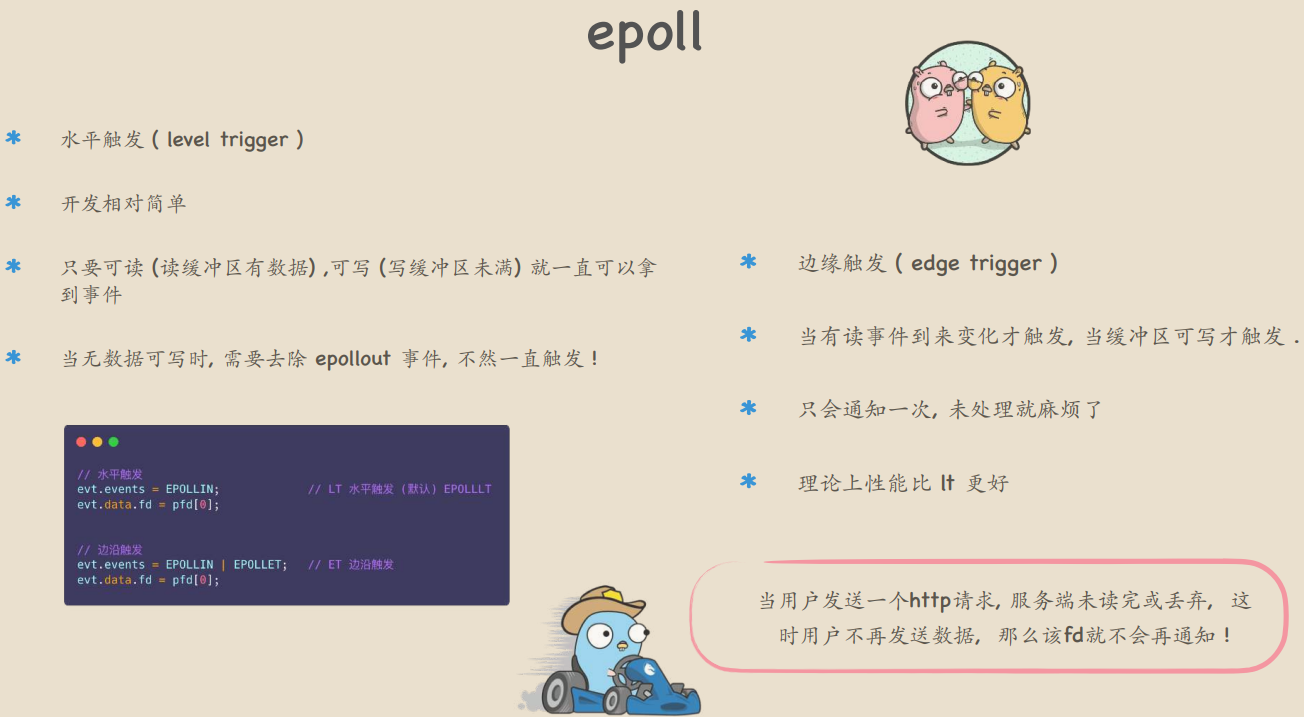 epoll
水平触发 ( level trigger )
开发相对简单
只要可读 (读缓冲区有数据) ,可写 (写缓冲区未满) 就一直可以拿
到事件
当无数据可写时, 需要去除 epollout 事件, 不然一直触发 !
// 水平触发
evt.events = EPOLLIN; // LT 水平触发 (默认) EPOLLLT
evt.data.fd = pfd[0];
// 边沿触发
evt.events = EPOLLIN | EPOLLET; // ET 边沿触发
evt.data.fd = pfd[0];
边缘触发 ( edge trigger )
当有读事件到来变化才触发, 当缓冲区可写才触发 .
只会通知一次, 未处理就麻烦了
理论上性能比 lt 更好
当用户发送一个http请求, 服务端未读完或丢弃, 这
时用户不再发送数据, 那么该fd就不会再通知 !